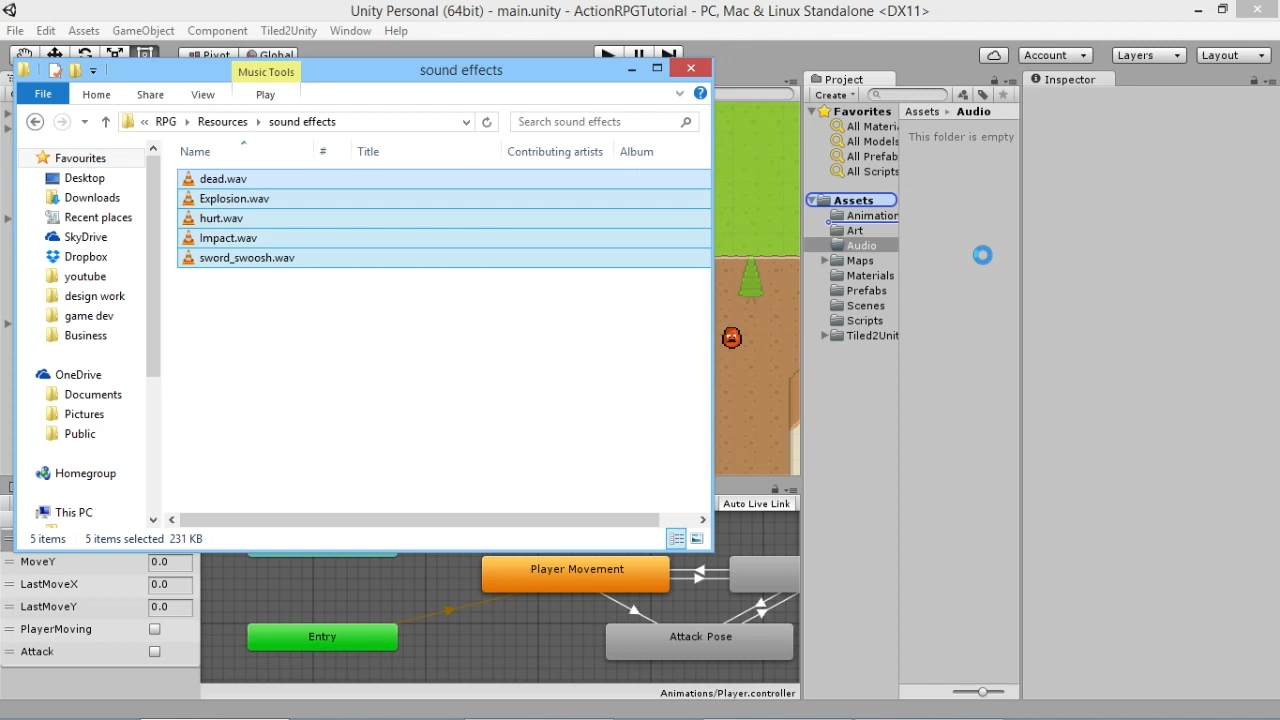 Unity Personal (64bit) - main.unity - ActionRPGTutorial - PC, Mac & Linux Standalone <DX11>
File Edit Assets GameObject Component Tiled2Unity Window Help
Pivot Global Account Layers Layout
sound effects
Music Tools
File Home Share View Play
« RPG Resources sound effects
Search sound effects
Name # Title Contributing artists Album
Favourites
Desktop
Downloads
Recent places
SkyDrive
Dropbox
youtube
design work
game dev
Business
OneDrive
Documents
Pictures
Public
Homegroup
This PC
dead.wav
Explosion.wav
hurt.wav
Impact.wav
sword_swoosh.wav
5 items 5 items selected 231 KB
Project
Create
Favorites
All Materi
All Models
All Prefab
All Scripts
Assets
Animation
Art
Audio
Maps
Materials
Prefabs
Scenes
Scripts
Tiled2Unit
Assets Audio
This folder is empty
Inspector
Auto Live Link
MoveY 0.0
LastMoveX 0.0
LastMoveY 0.0
PlayerMoving
Attack
Player Movement
Entry
Attack Pose
Animations/Player.controller